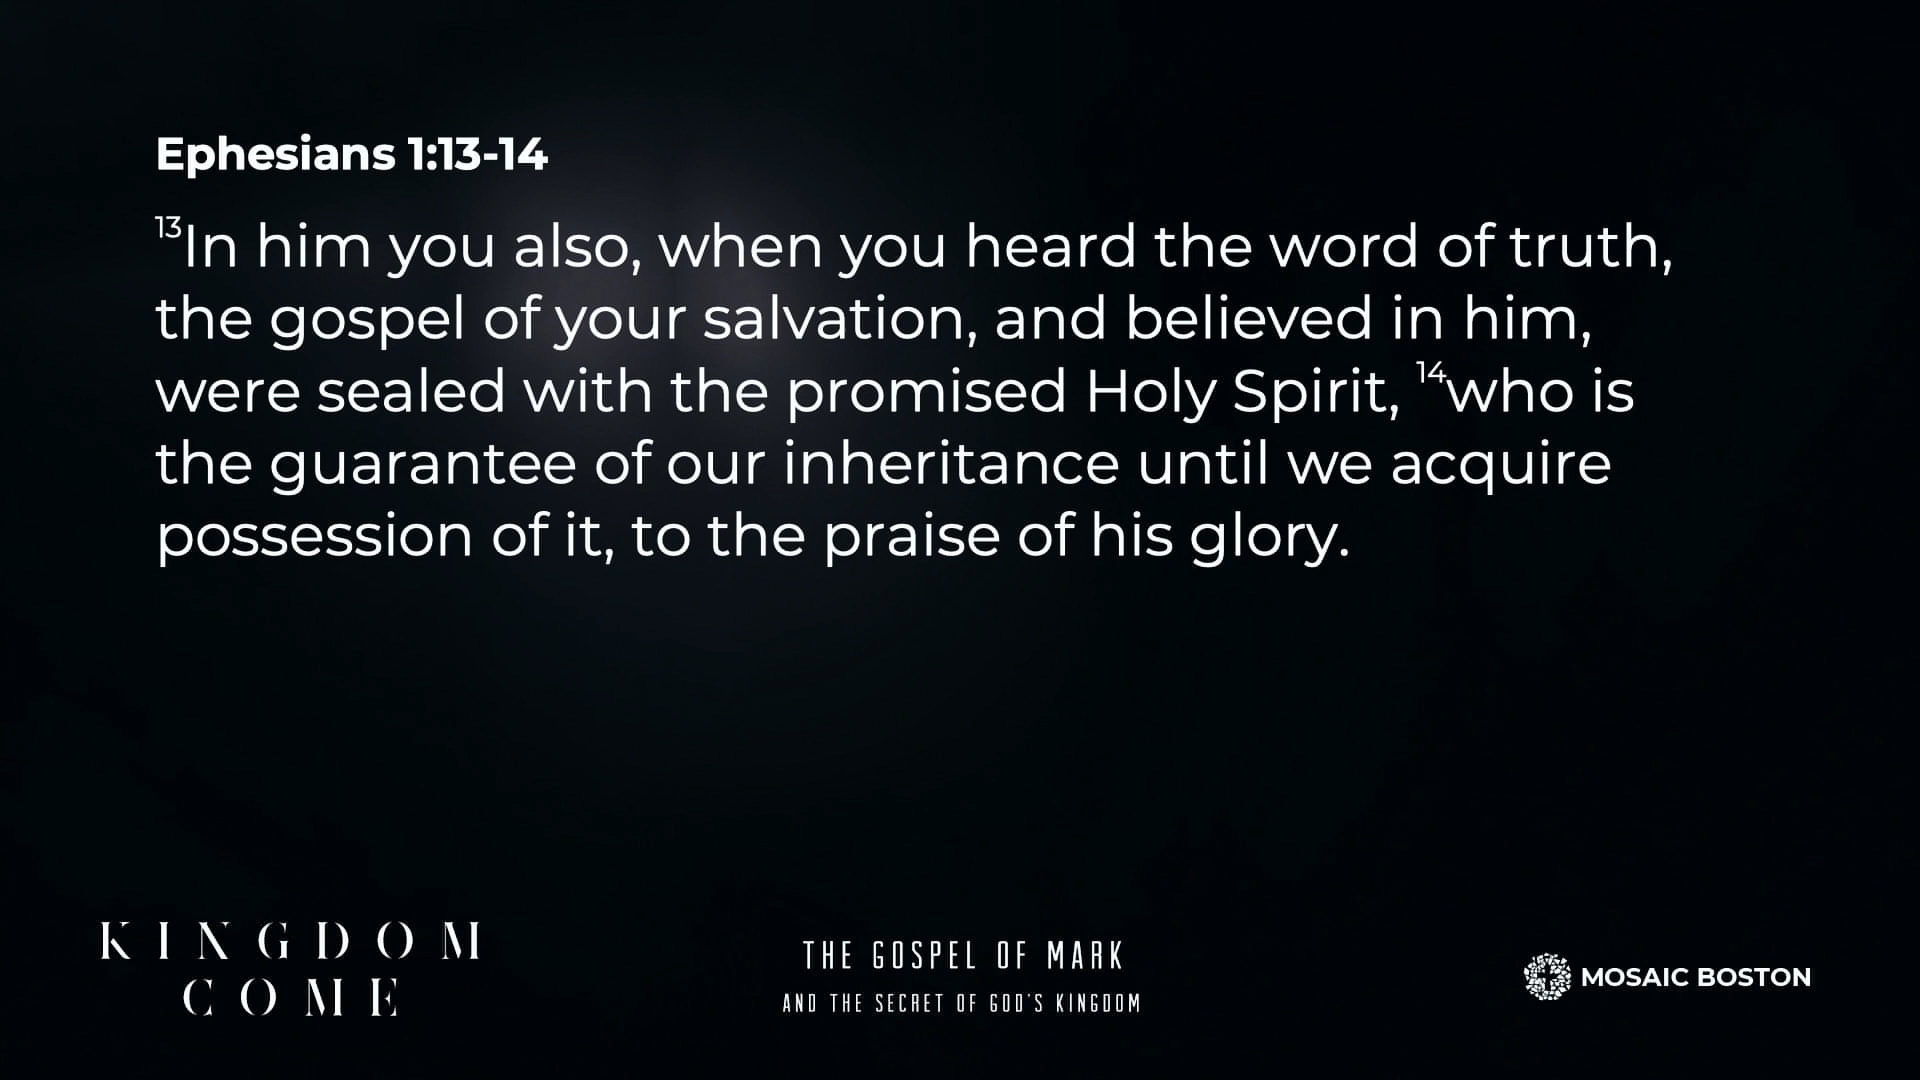 Ephesians 1:13-14
13In him you also, when you heard the word of truth,
the gospel of your salvation, and believed in him,
were sealed with the promised Holy Spirit, 14who is
the guarantee of our inheritance until we acquire
possession of it, to the praise of his glory.
KINGDOM
COME
THE GOSPEL OF MARK
AND THE SECRET OF GOD'S KINGDOM
MOSAIC BOSTON